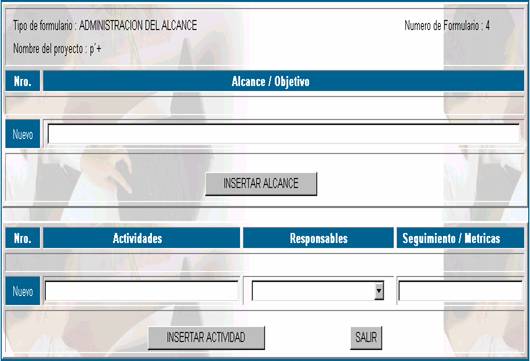 Tipo de formulario : ADMINISTRACION DEL ALCANCE Numero de Formulario : 4
Nombre del proyecto : p´+
Nro. Alcance / Objetivo
Nuevo
INSERTAR ALCANCE
Nro. Actividades Responsables Seguimiento / Metricas
Nuevo
INSERTAR ACTIVIDAD SALIR